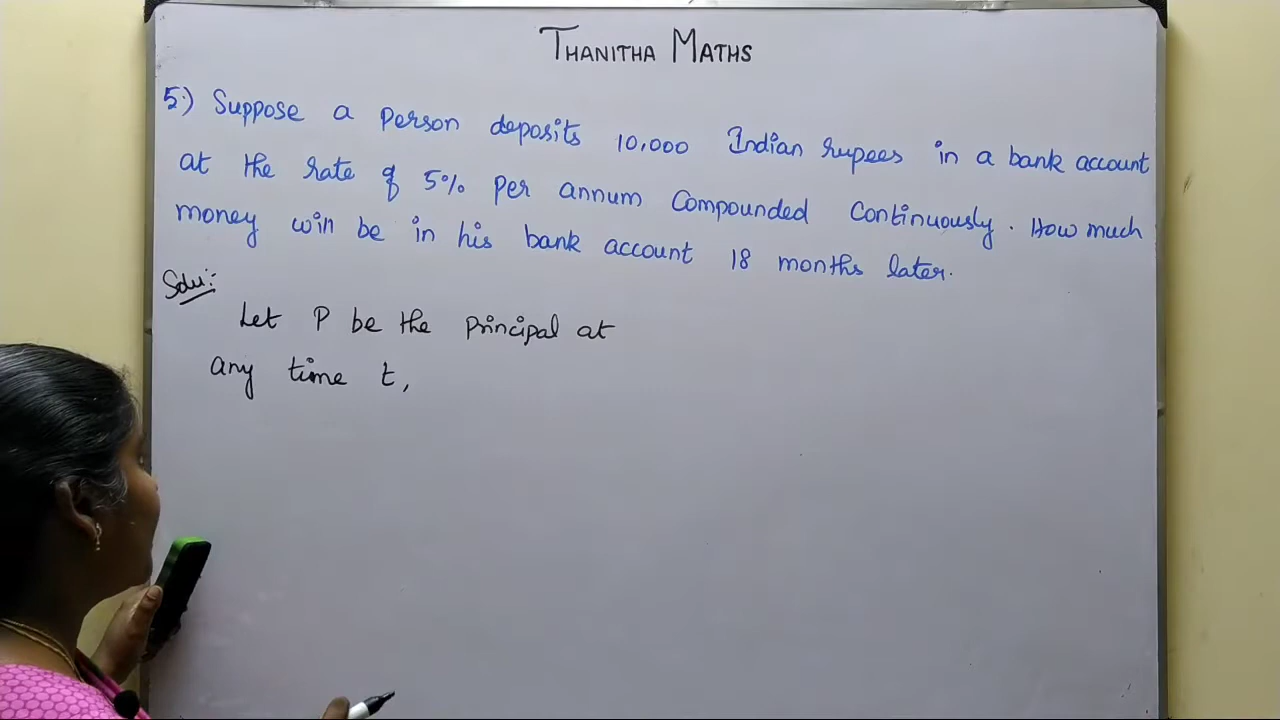 THANITHA MATHS
5.) Suppose a person deposits 10,000 Indian rupees in a bank account
at the rate of 5% per annum compounded continuously. How much
money will be in his bank account 18 months later.
Soln:
Let P be the principal at
any time t,